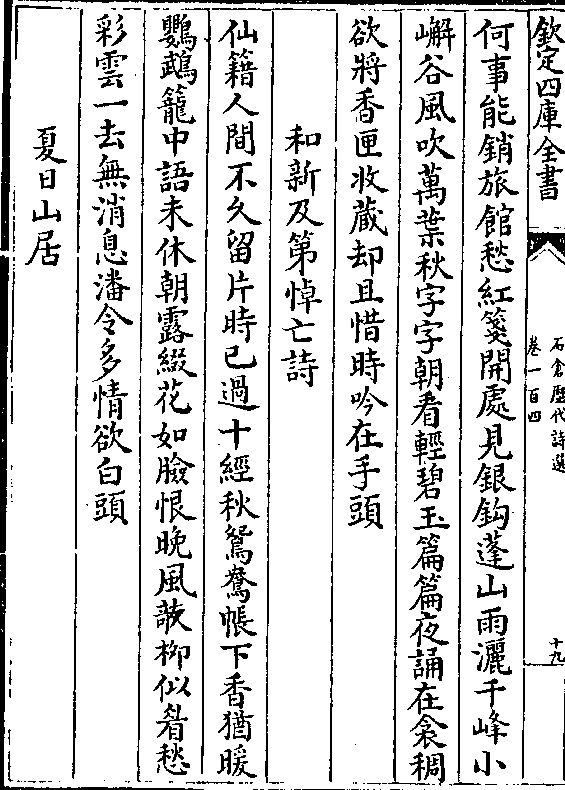 欽定四庫全書
石倉歷代詩選
卷一百四
十九
何事能銷旅館愁紅箋開處見銀鈎蓬山雨灑千峰小
嶰谷風吹萬葉秋字字朝看輕碧玉篇篇夜誦在衾稠
欲將香匣收藏却且惜時吟在手頭
和新及第悼亡詩
仙籍人間不久留片時已過十經秋鴛鴦帳下香猶暖
鸚鵡籠中語未休朝露綴花如臉恨晚風敲柳似眉愁
彩雲一去無消息潘令多情欲白頭
夏日山居